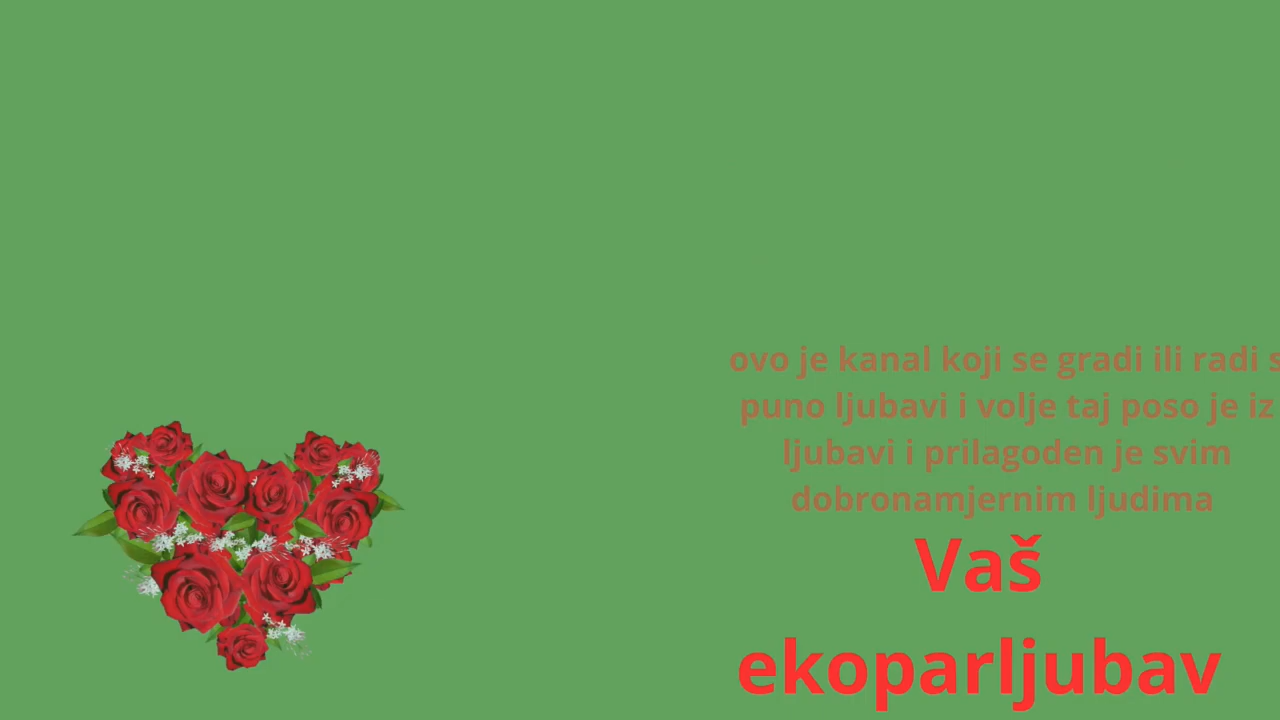 ovo je kanal koji se gradi ili radi s
puno ljubavi i volje taj poso je iz
ljubavi i prilagoden je svim
dobronamjernim ljudima
Vaš
ekoparljubav